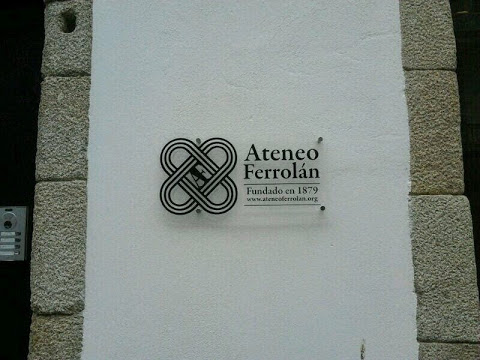 Ateneo
Ferrolán
Fundado en 1879
www.ateneoferrolan.org